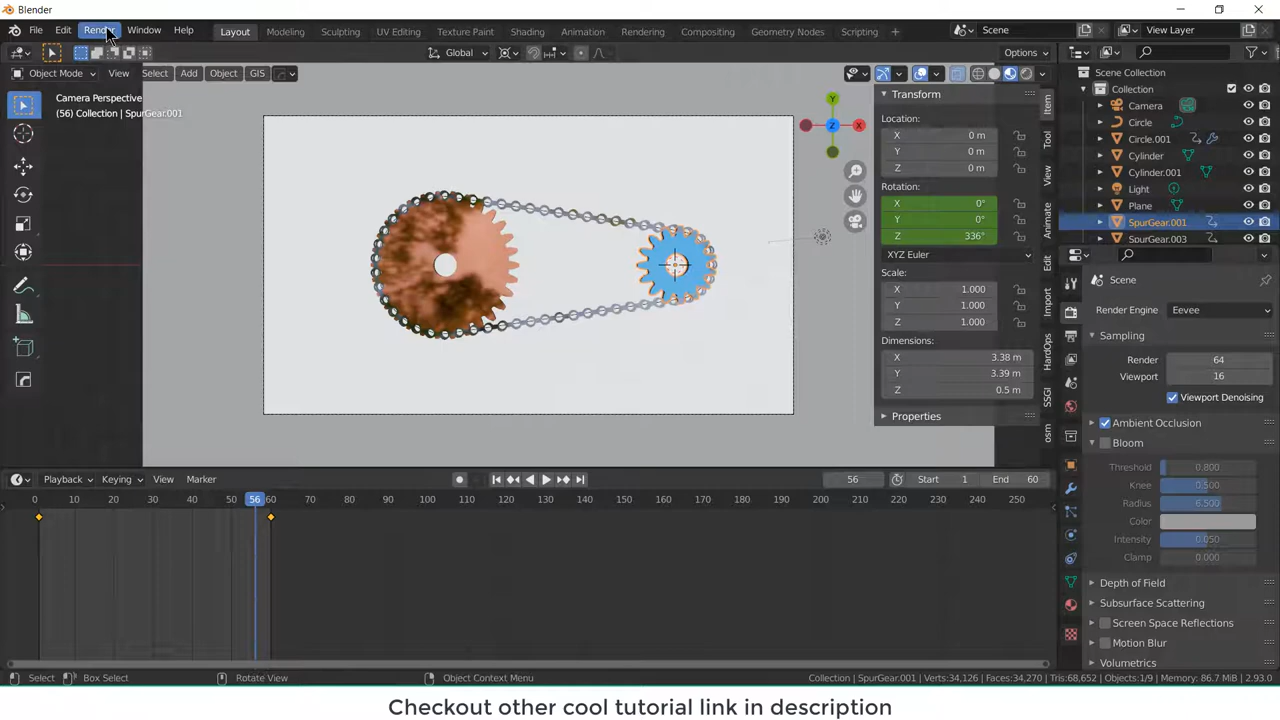 Blender
File Edit Render Window Help Layout Modeling Sculpting UV Editing Texture Paint Shading Animation Rendering Compositing Geometry Nodes Scripting + Scene View Layer
Global Options
Object Mode View Select Add Object GIS
Camera Perspective
(56) Collection | SpurGear.001
Y
Z
X
Transform
Location:
X 0 m
Y 0 m
Z 0 m
Rotation:
X 0°
Y 0°
Z 336°
XYZ Euler
Scale:
X 1.000
Y 1.000
Z 1.000
Dimensions:
X 3.38 m
Y 3.39 m
Z 0.5 m
Properties
Item
Tool
View
Animate
Edit
Import
HardOps
SSGI
osm
Scene Collection
Collection
Camera
Circle
Circle.001
Cylinder
Cylinder.001
Light
Plane
SpurGear.001
SpurGear.003
Scene
Render Engine Eevee
Sampling
Render 64
Viewport 16
Viewport Denoising
Ambient Occlusion
Bloom
Threshold 0.800
Knee 0.500
Radius 6.500
Color
Intensity 0.050
Clamp 0.000
Depth of Field
Subsurface Scattering
Screen Space Reflections
Motion Blur
Volumetrics
Playback Keying View Marker 56 Start 1 End 60
0 10 20 30 40 50 56 60 70 80 90 100 110 120 130 140 150 160 170 180 190 200 210 220 230 240 250
Select Box Select Rotate View Object Context Menu Collection | SpurGear.001 | Verts:34,126 | Faces:34,270 | Tris:68,652 | Objects:1/9 | Memory: 86.7 MiB | 2.93.0
Checkout other cool tutorial link in description